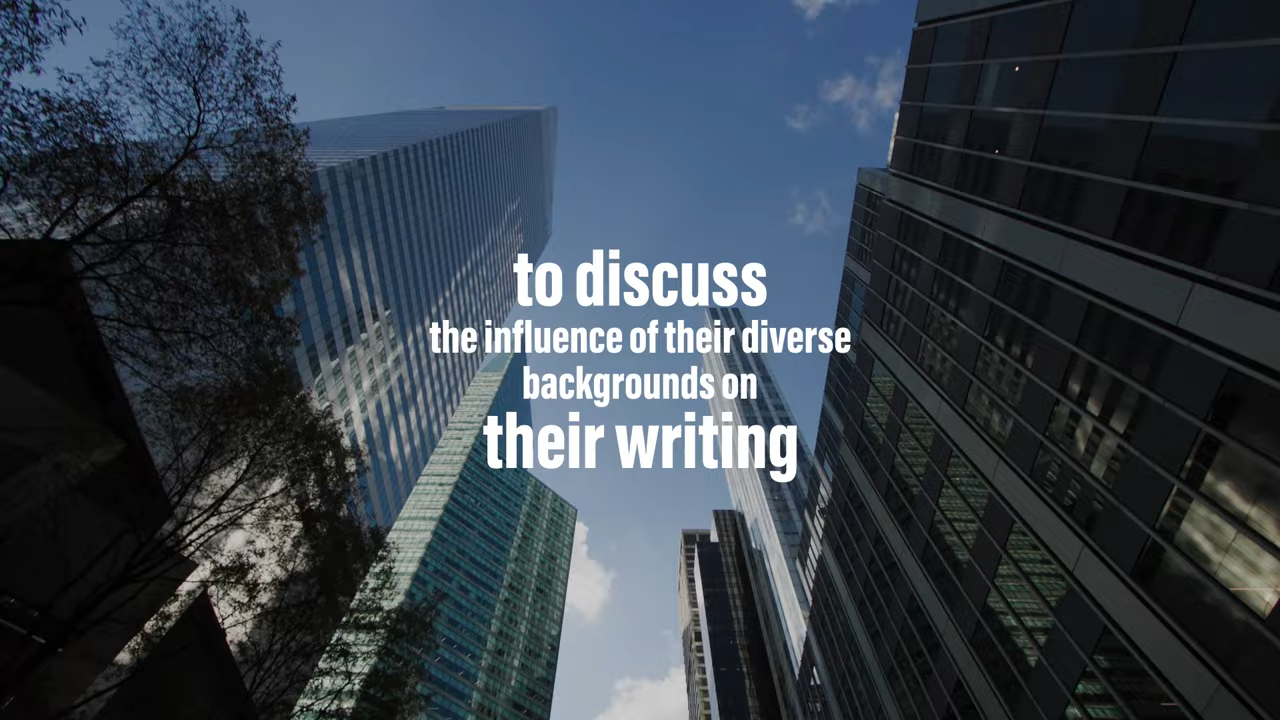 to discuss
the influence of their diverse
backgrounds on
their writing